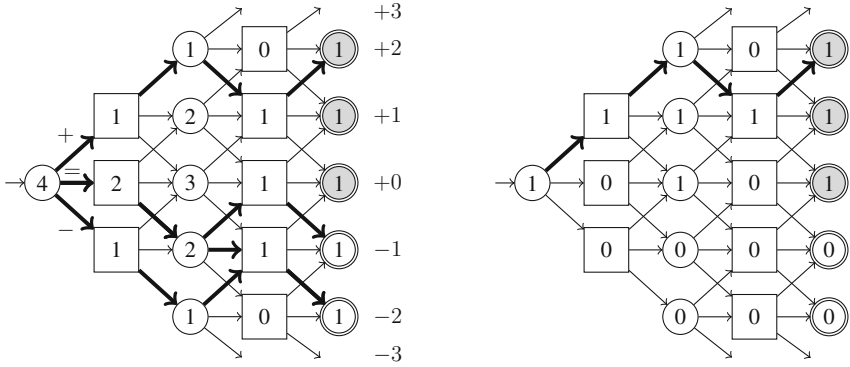 +3
1 0 1 +2 1 0 1
1 2 1 1 +1 1 1 1 1
+
=
4 2 3 1 1 +0 1 0 1 0 1
−
1 2 1 1 −1 0 0 0 0
1 0 1 −2 0 0 0
−3